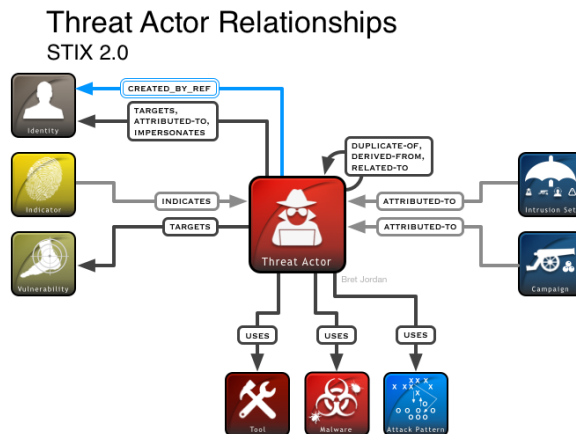 Threat Actor Relationships
STIX 2.0
CREATED_BY_REF
TARGETS,
ATTRIBUTED-TO,
IMPERSONATES
Identity
DUPLICATE-OF,
DERIVED-FROM,
RELATED-TO
Indicator
INDICATES
ATTRIBUTED-TO
Intrusion Set
TARGETS
ATTRIBUTED-TO
Vulnerability
Threat Actor
Campaign
Bret Jordan
USES
USES
USES
Tool
Malware
X X X X
X X
X
Attack Pattern